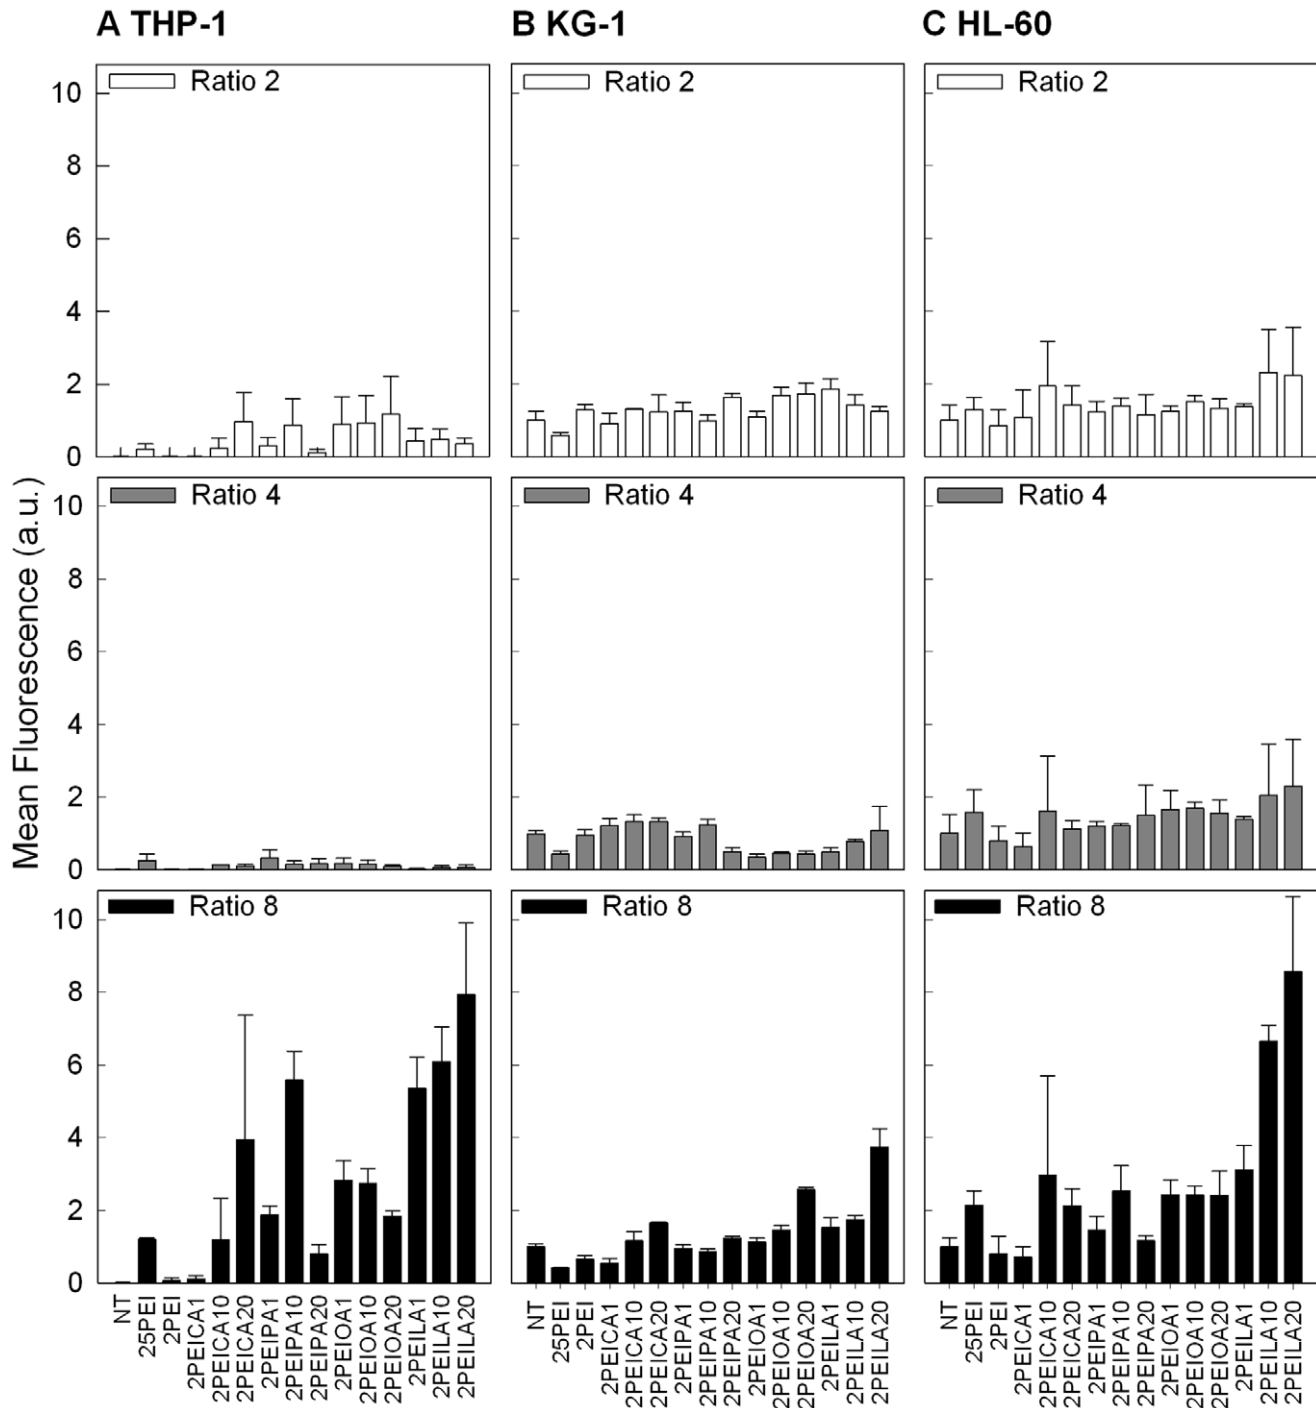 A THP-1
B KG-1
C HL-60
Mean Fluorescence (a.u.)
Ratio 2
10
8
6
4
2
0
Ratio 2
Ratio 2
Ratio 4
10
8
6
4
2
0
Ratio 4
Ratio 4
Ratio 8
10
8
6
4
2
0
Ratio 8
Ratio 8
NT
25PEI
2PEI
2PEICA1
2PEICA10
2PEICA20
2PEIPA1
2PEIPA10
2PEIPA20
2PEIOA1
2PEIOA10
2PEIOA20
2PEILA1
2PEILA10
2PEILA20
NT
25PEI
2PEI
2PEICA1
2PEICA10
2PEICA20
2PEIPA1
2PEIPA10
2PEIPA20
2PEIOA1
2PEIOA10
2PEIOA20
2PEILA1
2PEILA10
2PEILA20
NT
25PEI
2PEI
2PEICA1
2PEICA10
2PEICA20
2PEIPA1
2PEIPA10
2PEIPA20
2PEIOA1
2PEIOA10
2PEIOA20
2PEILA1
2PEILA10
2PEILA20